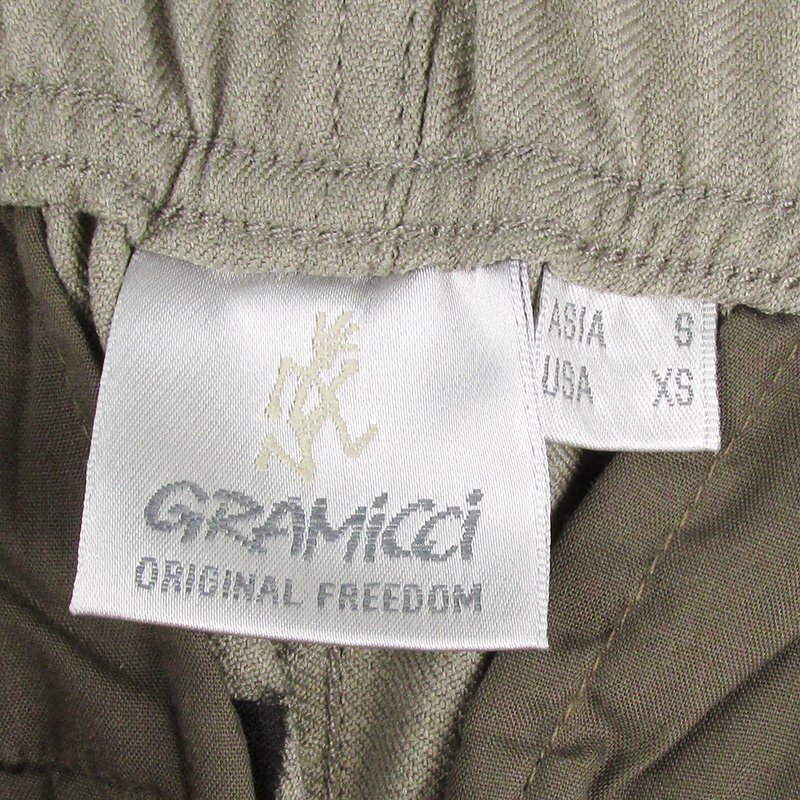 GRAMiCCi
ORIGINAL FREEDOM
ASIA S
USA XS